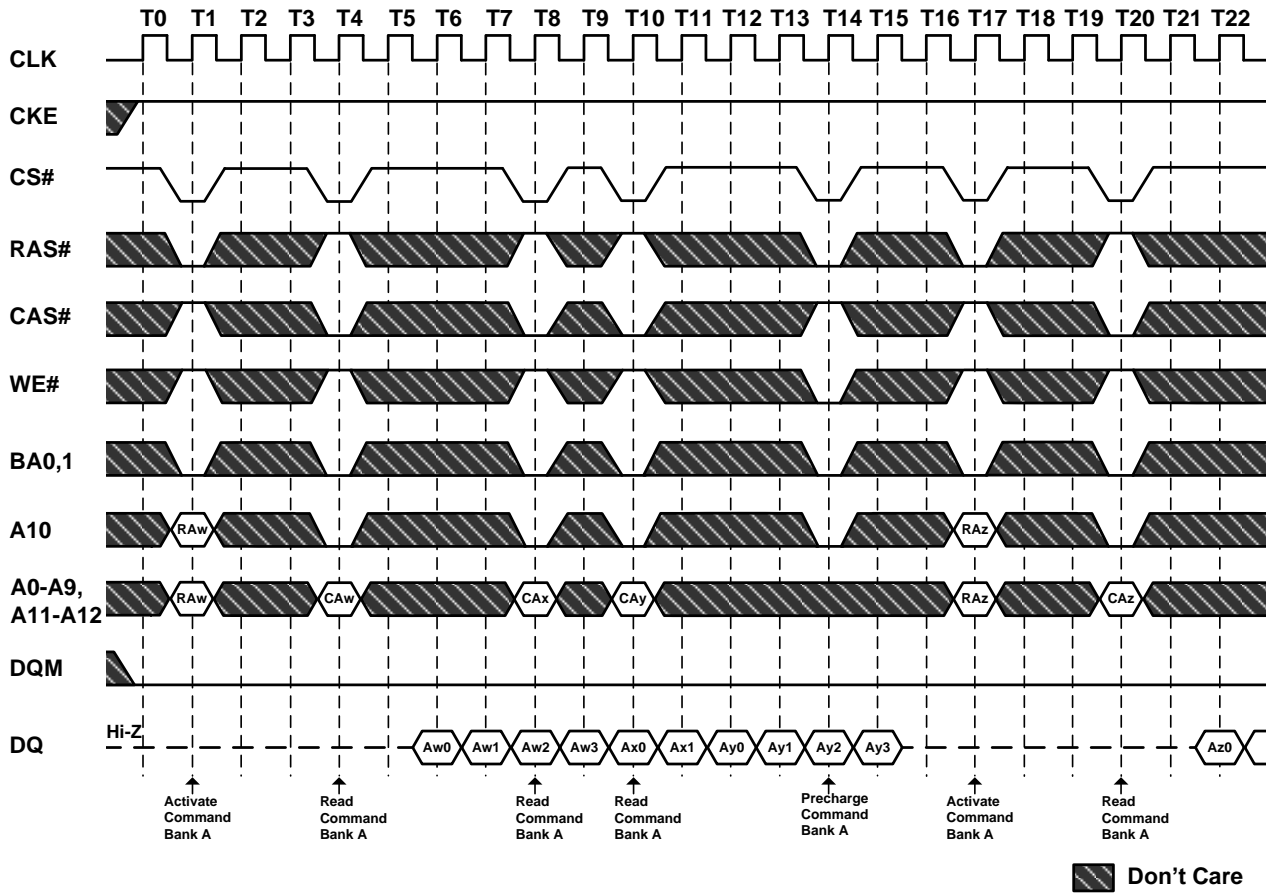 T0 T1 T2 T3 T4 T5 T6 T7 T8 T9 T10 T11 T12 T13 T14 T15 T16 T17 T18 T19 T20 T21 T22
CLK
CKE
CS#
RAS#
CAS#
WE#
BA0,1
A10 RAw RAz
A0-A9,
A11-A12 RAw CAw CAx CAy RAz CAz
DQM
Hi-Z
DQ Aw0 Aw1 Aw2 Aw3 Ax0 Ax1 Ay0 Ay1 Ay2 Ay3 Az0
Activate
Command
Bank A
Read
Command
Bank A
Read
Command
Bank A
Read
Command
Bank A
Precharge
Command
Bank A
Activate
Command
Bank A
Read
Command
Bank A
Don't Care